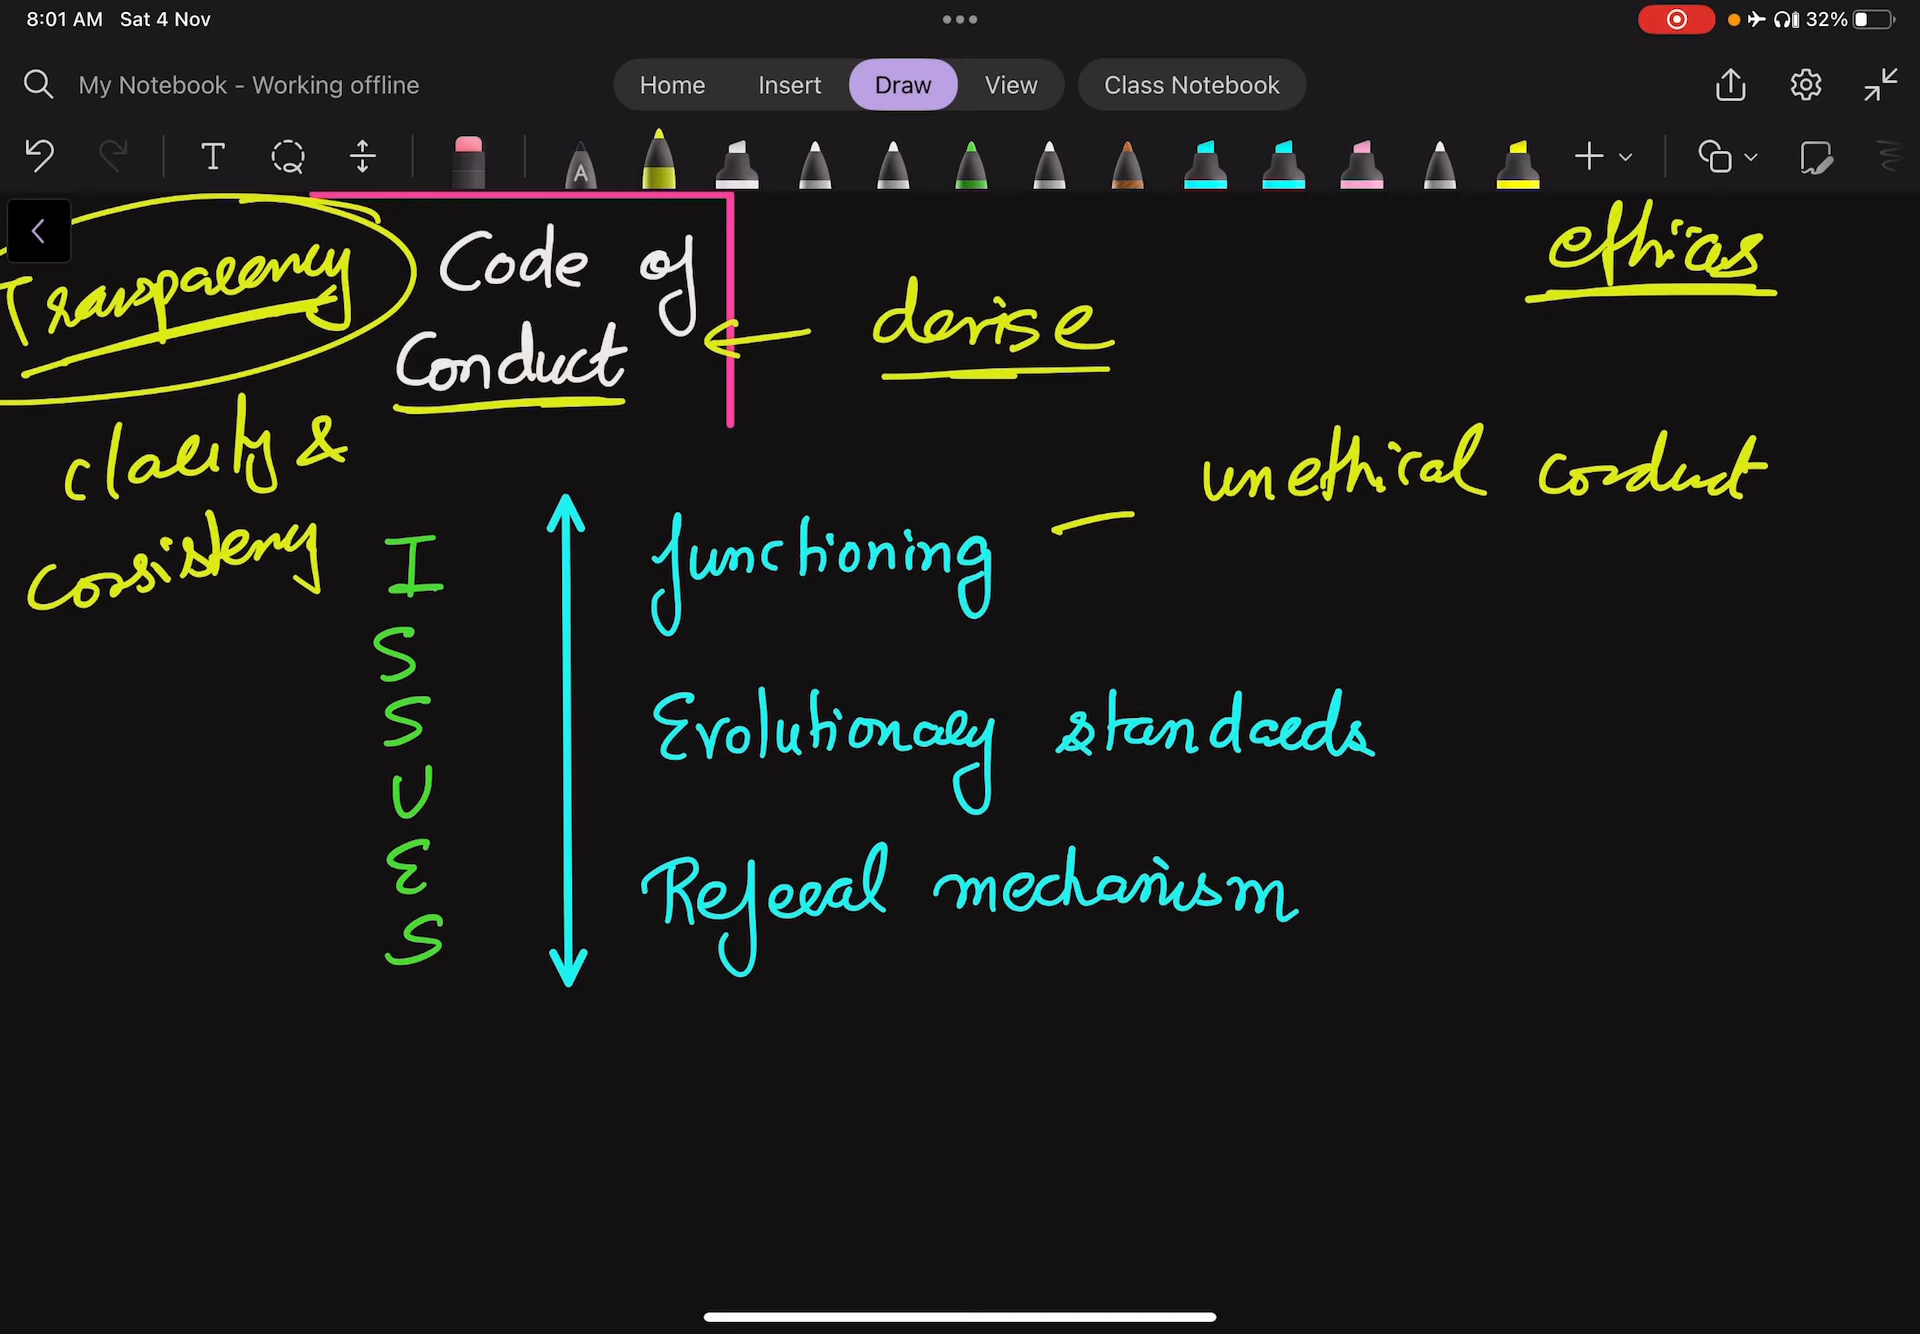 8:01 AM Sat 4 Nov
32%
My Notebook - Working offline
Home Insert Draw View Class Notebook
T A
ethics
Transparency
Code of
Conduct
devise
clarity &
consistency
unethical conduct
ISSUES
functioning
Evolutionary standards
Referral mechanism